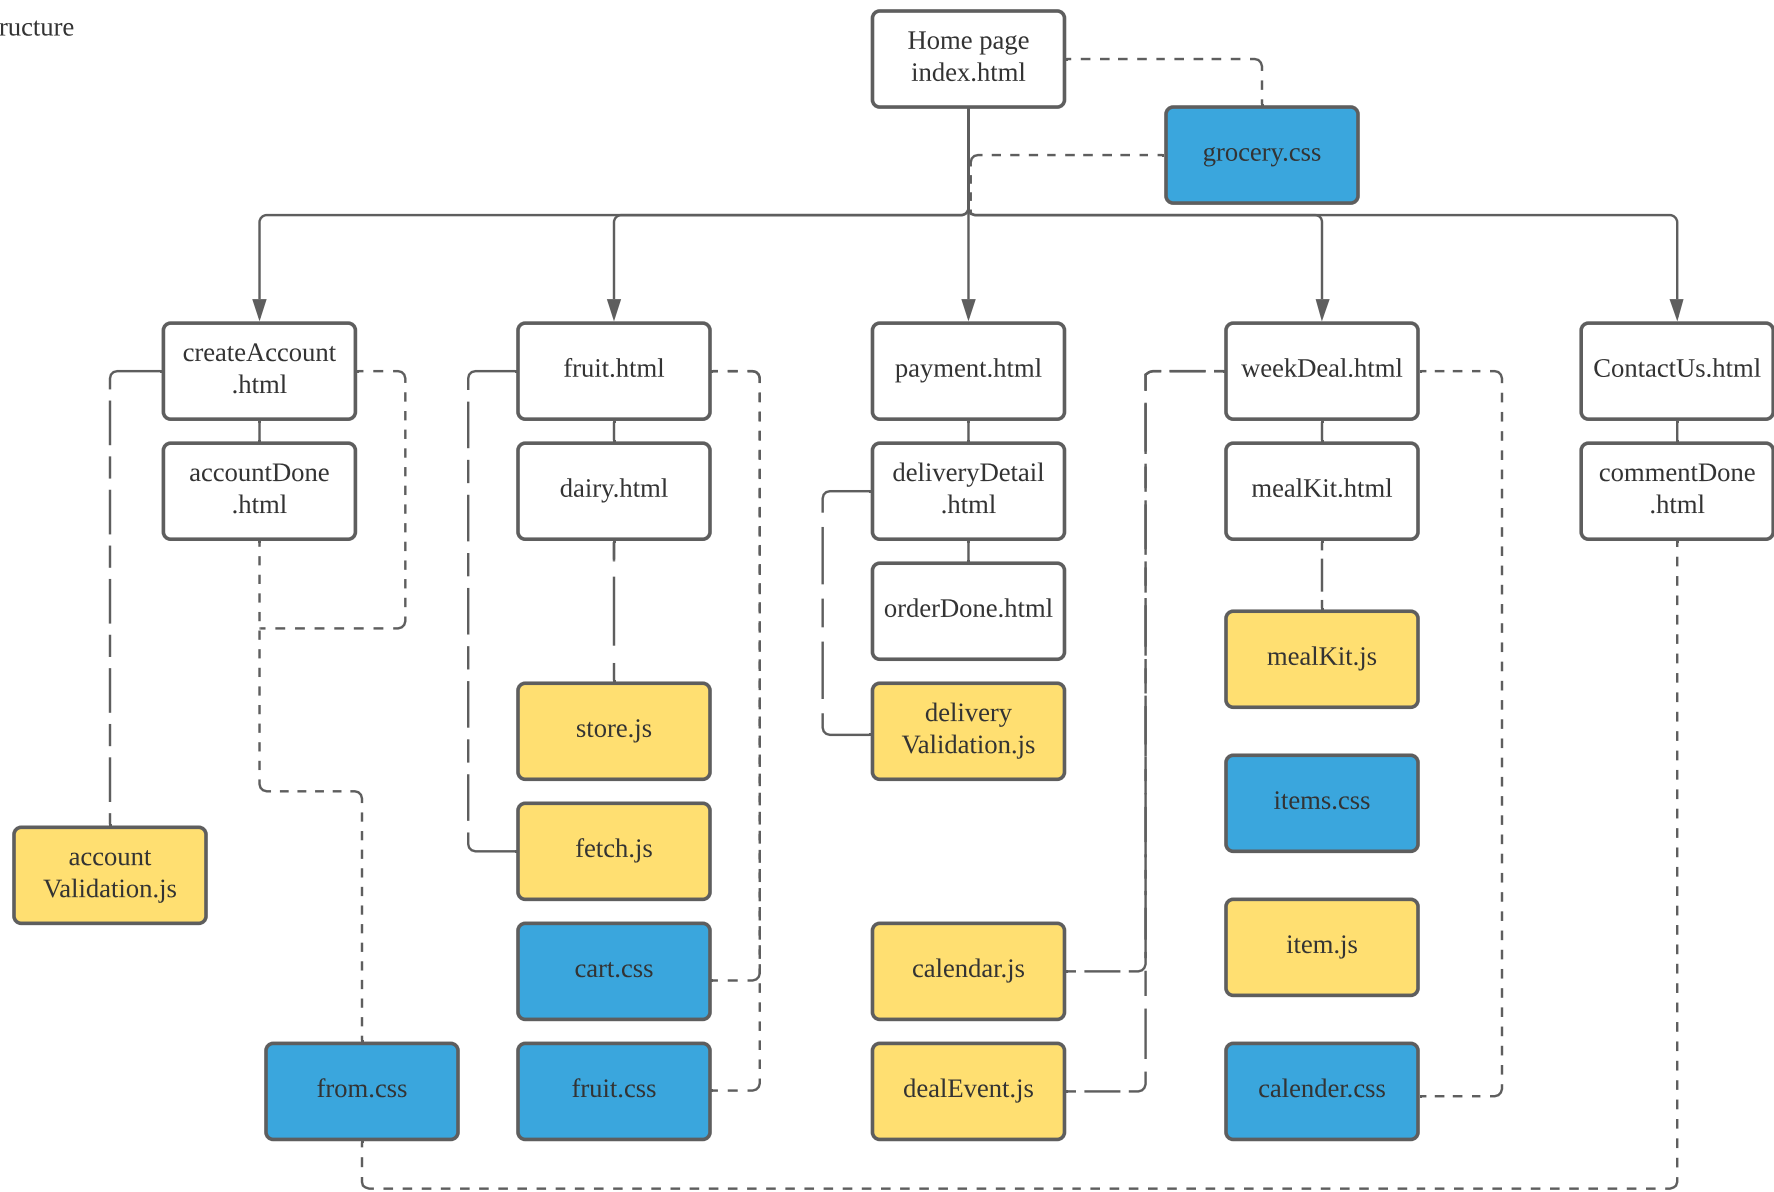 ructure
Home page
index.html
grocery.css
createAccount
.html
fruit.html
payment.html
weekDeal.html
ContactUs.html
accountDone
.html
dairy.html
deliveryDetail
.html
mealKit.html
commentDone
.html
orderDone.html
mealKit.js
store.js
delivery
Validation.js
items.css
account
Validation.js
fetch.js
cart.css
calendar.js
item.js
from.css
fruit.css
dealEvent.js
calender.css